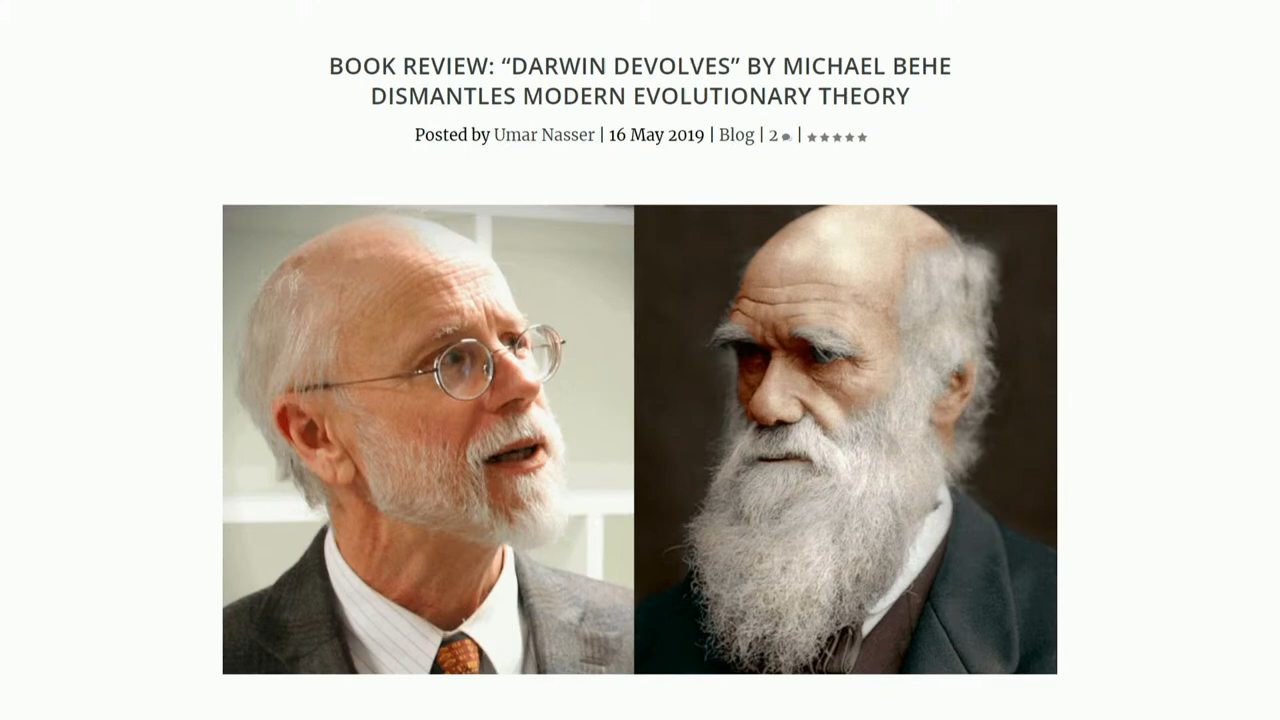 BOOK REVIEW: “DARWIN DEVOLVES” BY MICHAEL BEHE
DISMANTLES MODERN EVOLUTIONARY THEORY
Posted by Umar Nasser | 16 May 2019 | Blog | 2 | ★★★★★